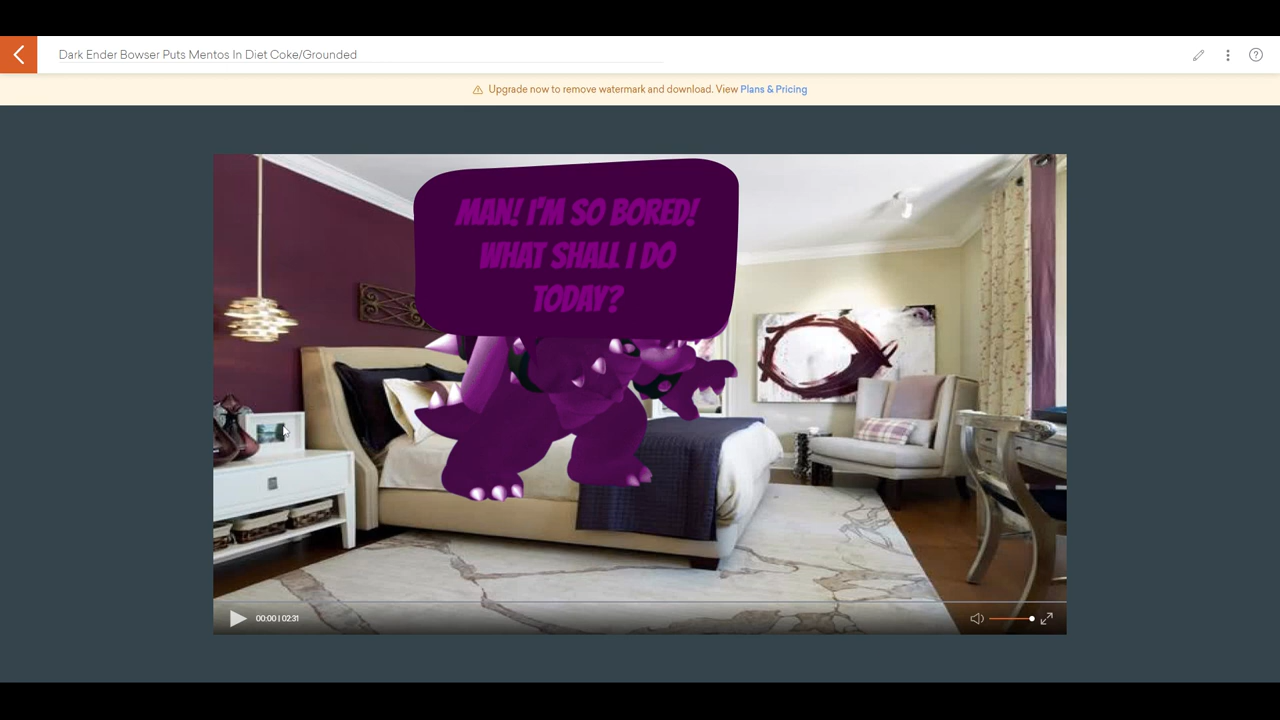 Dark Ender Bowser Puts Mentos In Diet Coke/Grounded
Upgrade now to remove watermark and download. View Plans & Pricing
MAN! I'M SO BORED!
WHAT SHALL I DO
TODAY?
00:00 | 02:31